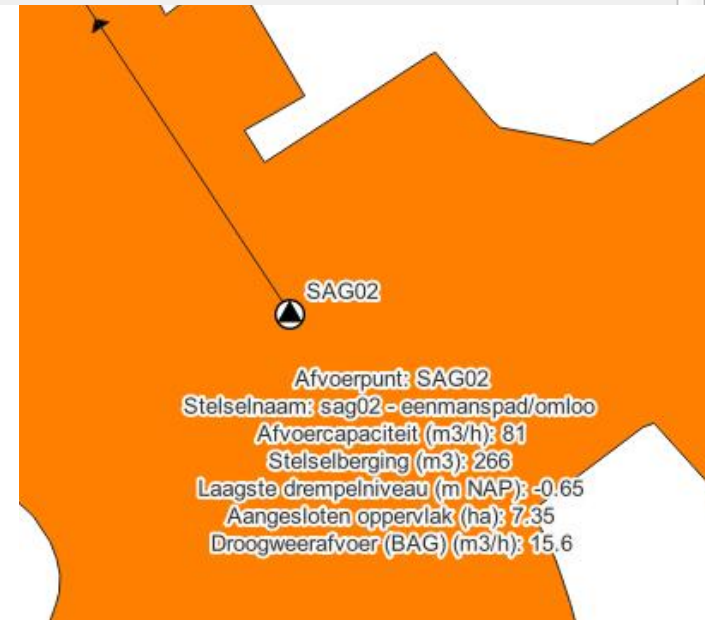 SAG02
Afvoerpunt: SAG02
Stelselnaam: sag02 - eenmanspad/omloo
Afvoercapaciteit (m3/h): 81
Stelselberging (m3): 266
Laagste drempelniveau (m NAP): -0.65
Aangesloten oppervlak (ha): 7.35
Droogweerafvoer (BAG) (m3/h): 15.6